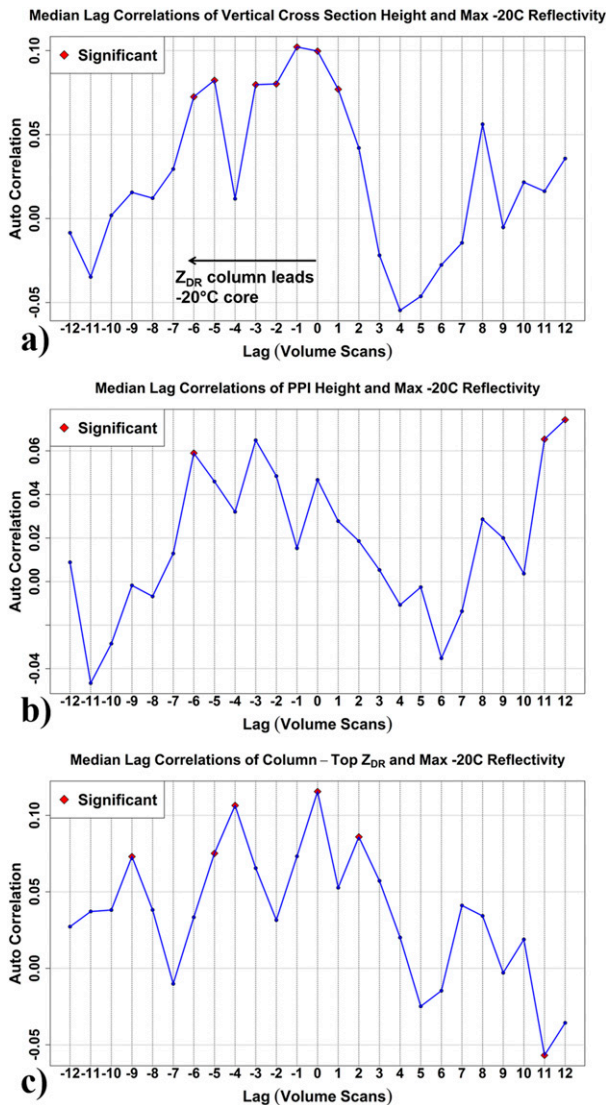 Median Lag Correlations of Vertical Cross Section Height and Max -20C Reflectivity
a)
Significant
Auto Correlation
0.10
0.05
0.00
-0.05
Z_DR column leads
-20°C core
-12 -11 -10 -9 -8 -7 -6 -5 -4 -3 -2 -1 0 1 2 3 4 5 6 7 8 9 10 11 12
Lag (Volume Scans)
Median Lag Correlations of PPI Height and Max -20C Reflectivity
b)
Significant
Auto Correlation
0.06
0.04
0.02
0.00
-0.04
-12 -11 -10 -9 -8 -7 -6 -5 -4 -3 -2 -1 0 1 2 3 4 5 6 7 8 9 10 11 12
Lag (Volume Scans)
Median Lag Correlations of Column – Top Z_DR and Max -20C Reflectivity
c)
Significant
Auto Correlation
0.10
0.05
0.00
-0.05
-12 -11 -10 -9 -8 -7 -6 -5 -4 -3 -2 -1 0 1 2 3 4 5 6 7 8 9 10 11 12
Lag (Volume Scans)